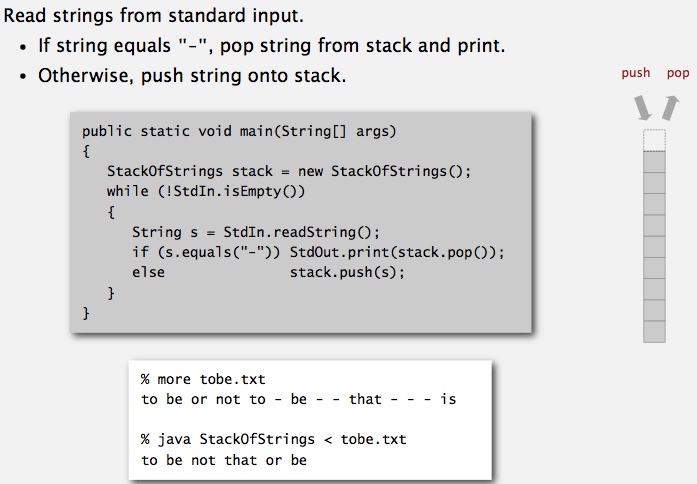 Read strings from standard input.
• If string equals "-", pop string from stack and print.
• Otherwise, push string onto stack.
push pop
public static void main(String[] args)
{
   StackOfStrings stack = new StackOfStrings();
   while (!StdIn.isEmpty())
   {
      String s = StdIn.readString();
      if (s.equals("-")) StdOut.print(stack.pop());
      else               stack.push(s);
   }
}
% more tobe.txt
to be or not to - be - - that - - - is
% java StackOfStrings < tobe.txt
to be not that or be